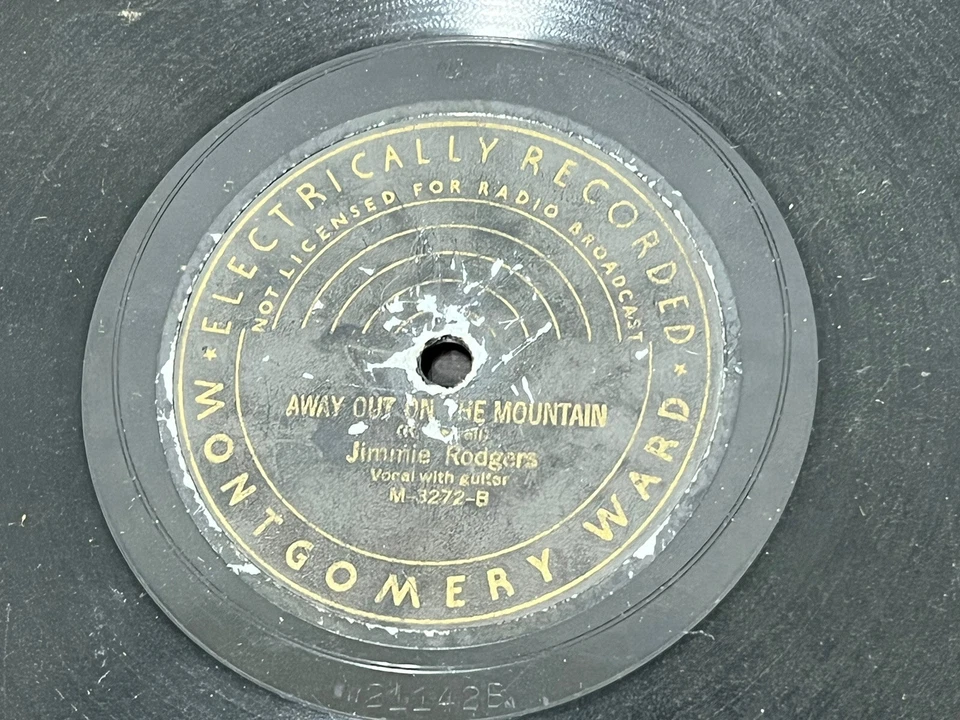 ELECTRICALLY RECORDED
NOT LICENSED FOR RADIO BROADCAST
AWAY OUT ON THE MOUNTAIN
Jimmie Rodgers
Vocal with guitar
M-3272-B
MONTGOMERY WARD
21142B